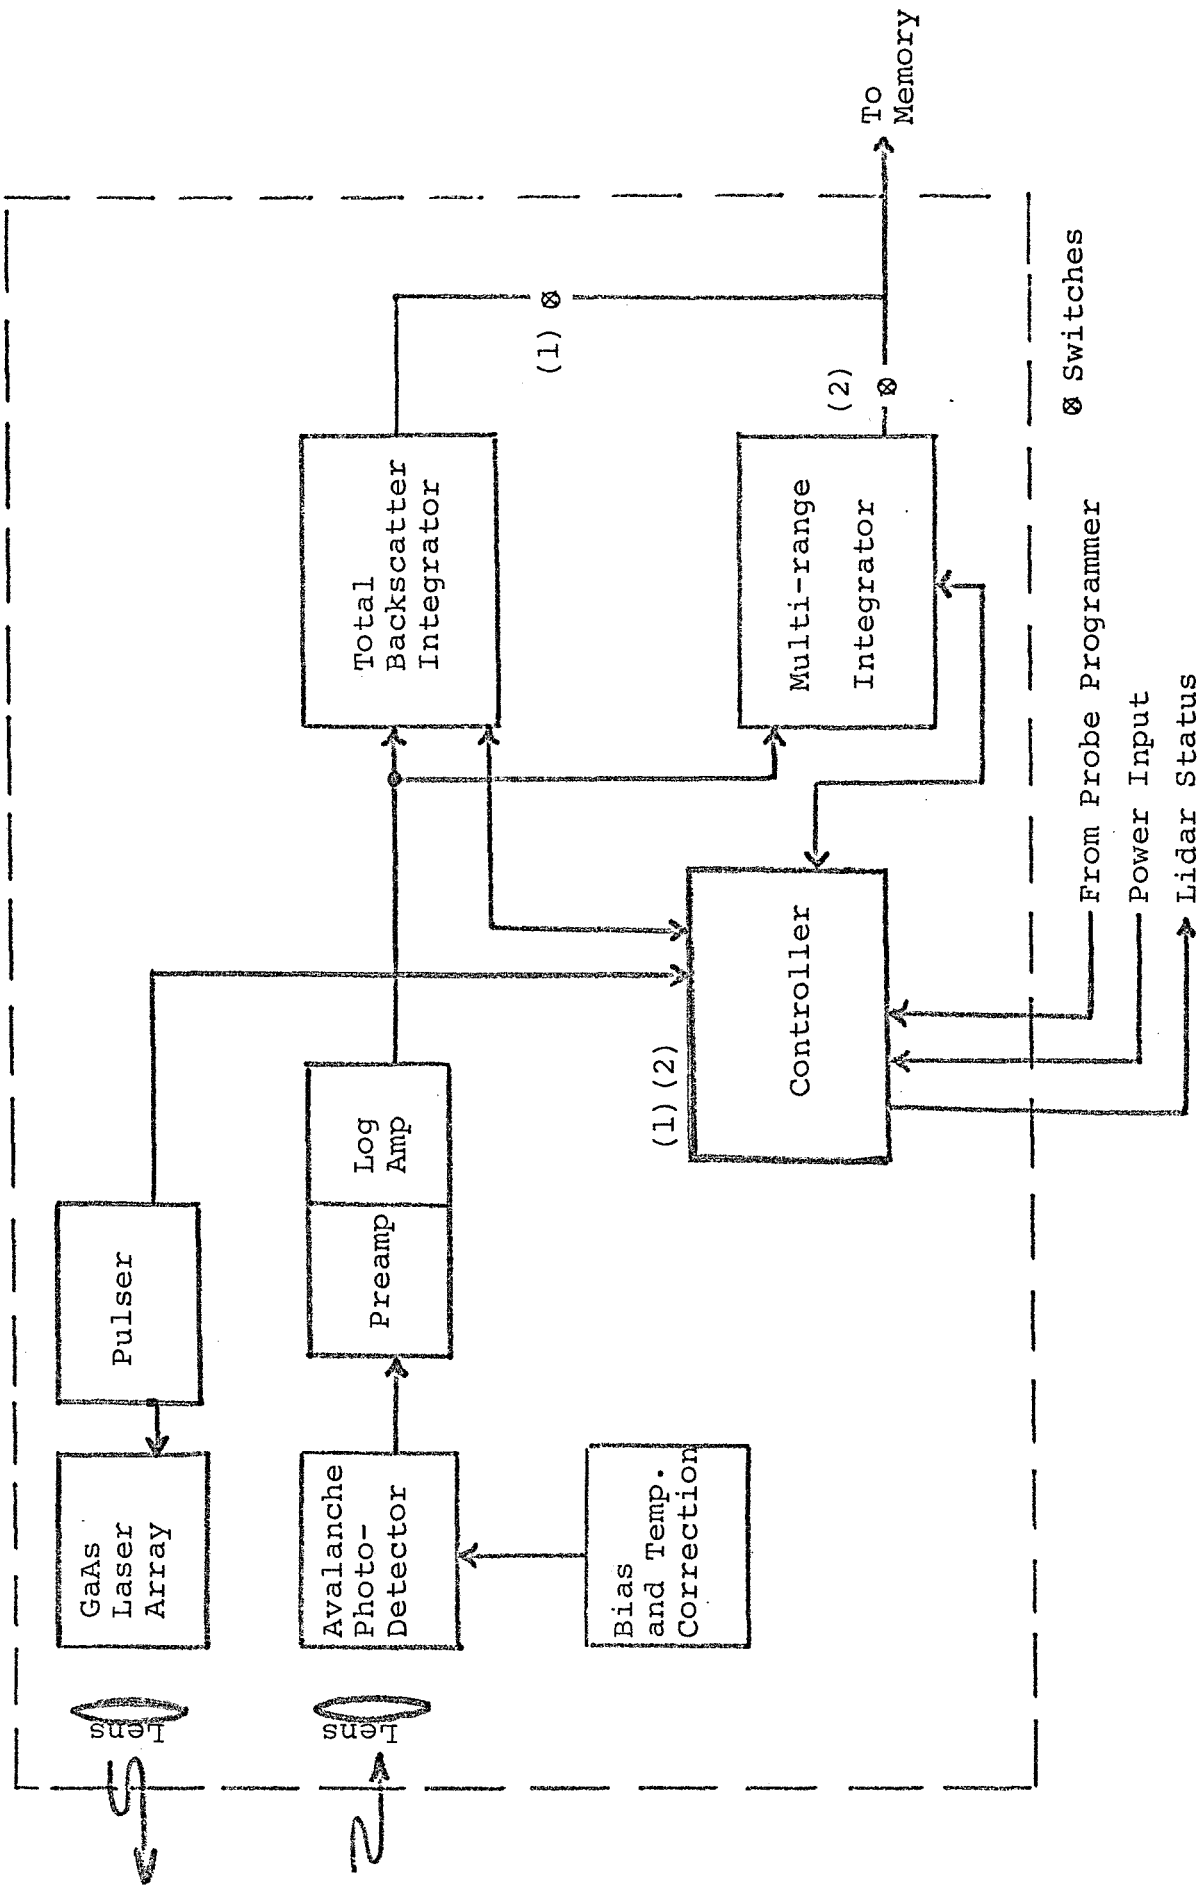 Lens
GaAs
Laser
Array
Pulser
Lens
Avalanche
Photo-
Detector
Preamp
Log
Amp
Total
Backscatter
Integrator
(1)
Bias
and Temp.
Correction
(1)(2)
Controller
Multi-range
Integrator
(2)
To
Memory
From Probe Programmer
Power Input
Lidar Status
⊗ Switches